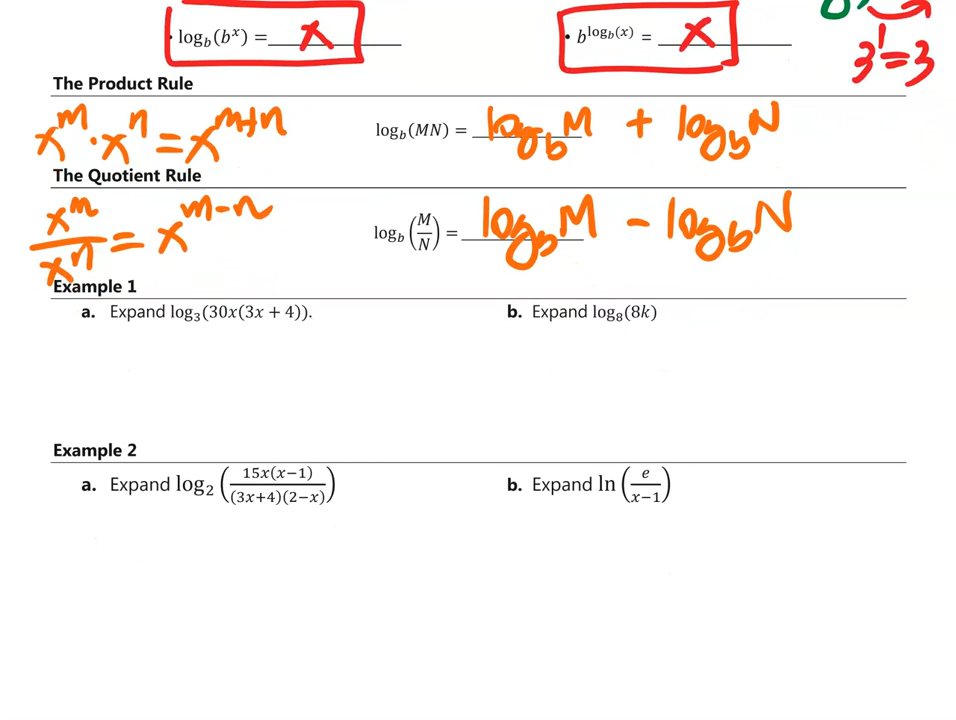 • log_b(b^x) = x
• b^{log_b(x)} = x
3^1 = 3
The Product Rule
x^m · x^n = x^{m+n}
log_b(MN) = log_b M + log_b N
The Quotient Rule
x^m / x^n = x^{m-n}
log_b(M/N) = log_b M - log_b N
Example 1
a. Expand log_3(30x(3x + 4)).
b. Expand log_8(8k)
Example 2
a. Expand log_2(15x(x−1) / (3x+4)(2−x))
b. Expand ln(e / x−1)